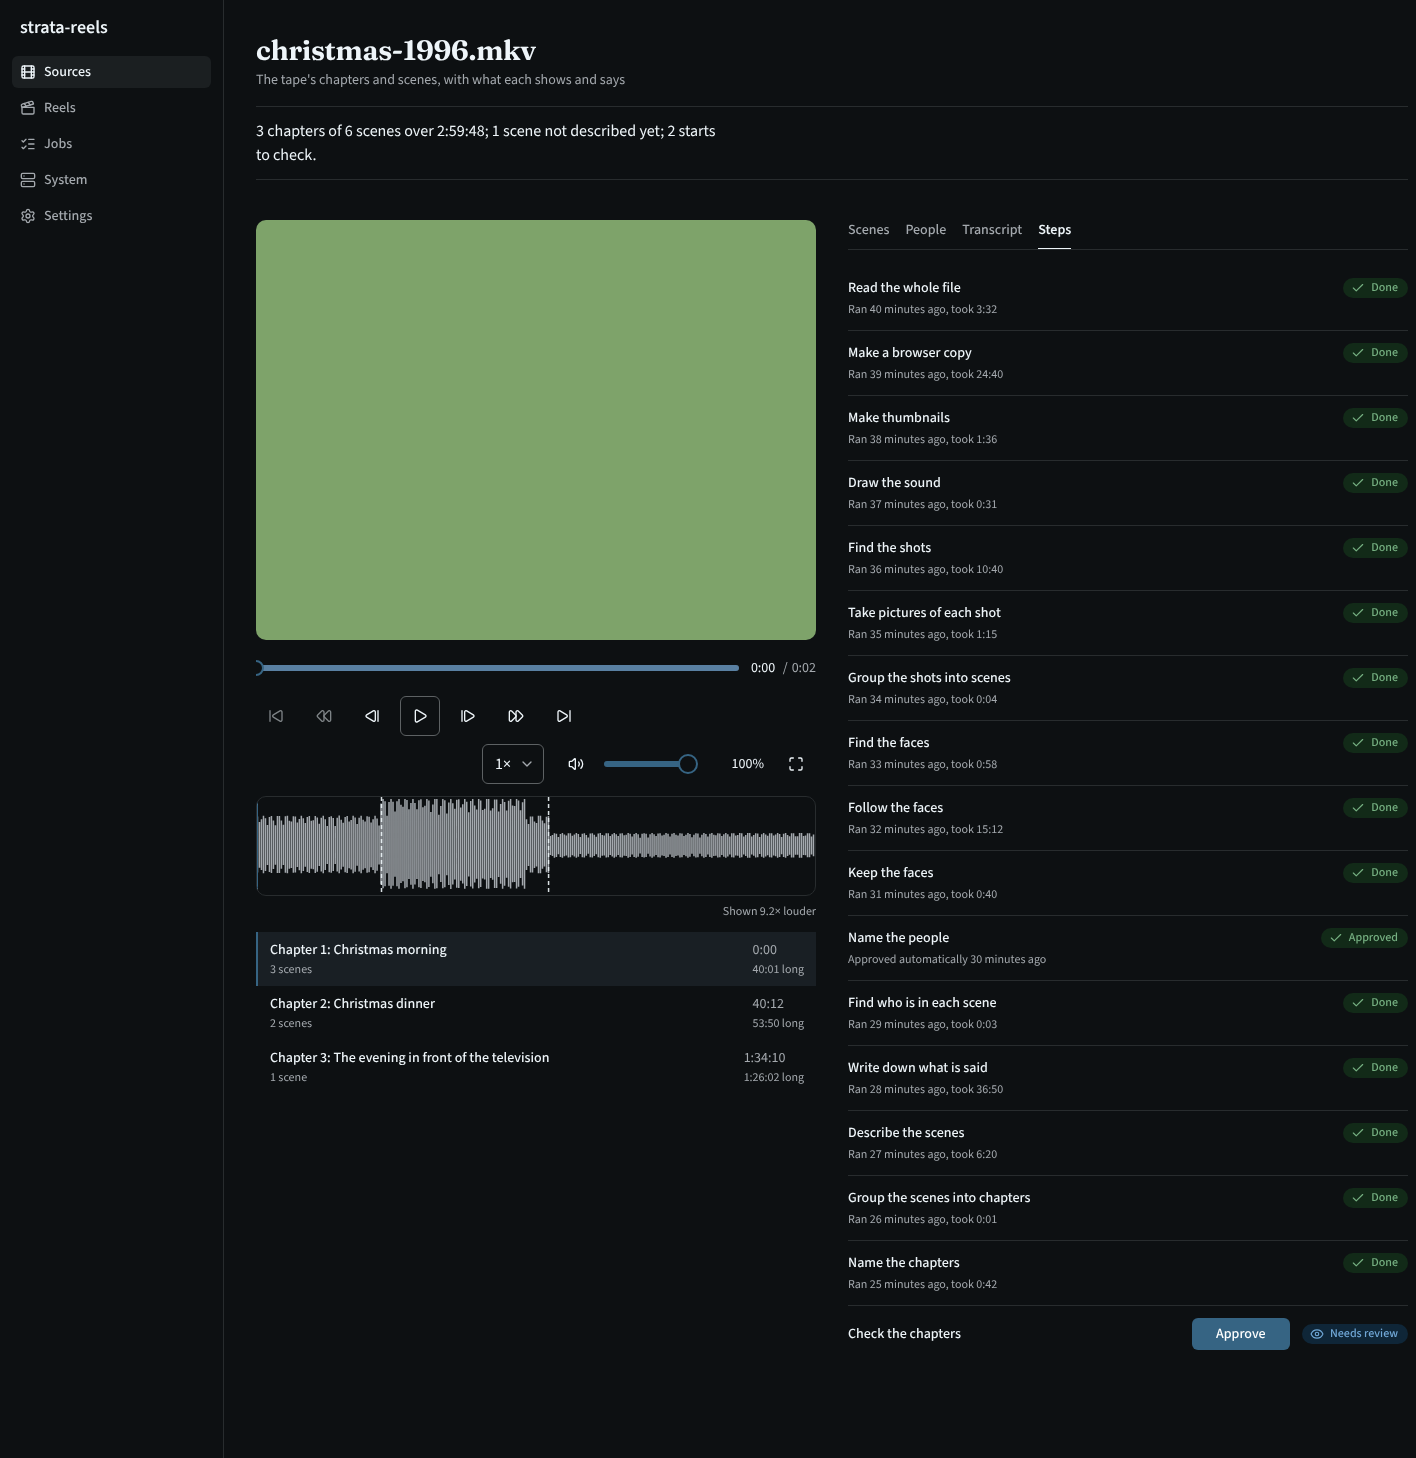 strata-reels
Sources
Reels
Jobs
System
Settings
christmas-1996.mkv
The tape's chapters and scenes, with what each shows and says
3 chapters of 6 scenes over 2:59:48; 1 scene not described yet; 2 starts
to check.
0:00 / 0:02
1×
100%
Shown 9.2× louder
Chapter 1: Christmas morning 0:00
3 scenes 40:01 long
Chapter 2: Christmas dinner 40:12
2 scenes 53:50 long
Chapter 3: The evening in front of the television 1:34:10
1 scene 1:26:02 long
Scenes People Transcript Steps
Read the whole file Done
Ran 40 minutes ago, took 3:32
Make a browser copy Done
Ran 39 minutes ago, took 24:40
Make thumbnails Done
Ran 38 minutes ago, took 1:36
Draw the sound Done
Ran 37 minutes ago, took 0:31
Find the shots Done
Ran 36 minutes ago, took 10:40
Take pictures of each shot Done
Ran 35 minutes ago, took 1:15
Group the shots into scenes Done
Ran 34 minutes ago, took 0:04
Find the faces Done
Ran 33 minutes ago, took 0:58
Follow the faces Done
Ran 32 minutes ago, took 15:12
Keep the faces Done
Ran 31 minutes ago, took 0:40
Name the people Approved
Approved automatically 30 minutes ago
Find who is in each scene Done
Ran 29 minutes ago, took 0:03
Write down what is said Done
Ran 28 minutes ago, took 36:50
Describe the scenes Done
Ran 27 minutes ago, took 6:20
Group the scenes into chapters Done
Ran 26 minutes ago, took 0:01
Name the chapters Done
Ran 25 minutes ago, took 0:42
Check the chapters Approve Needs review